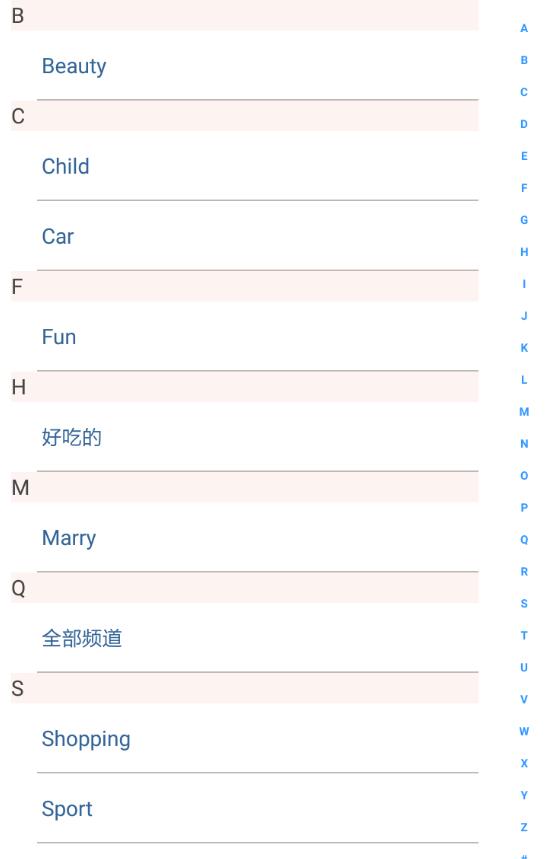 B
Beauty
C
Child
Car
F
Fun
H
好吃的
M
Marry
Q
全部频道
S
Shopping
Sport
A
B
C
D
E
F
G
H
I
J
K
L
M
N
O
P
Q
R
S
T
U
V
W
X
Y
Z